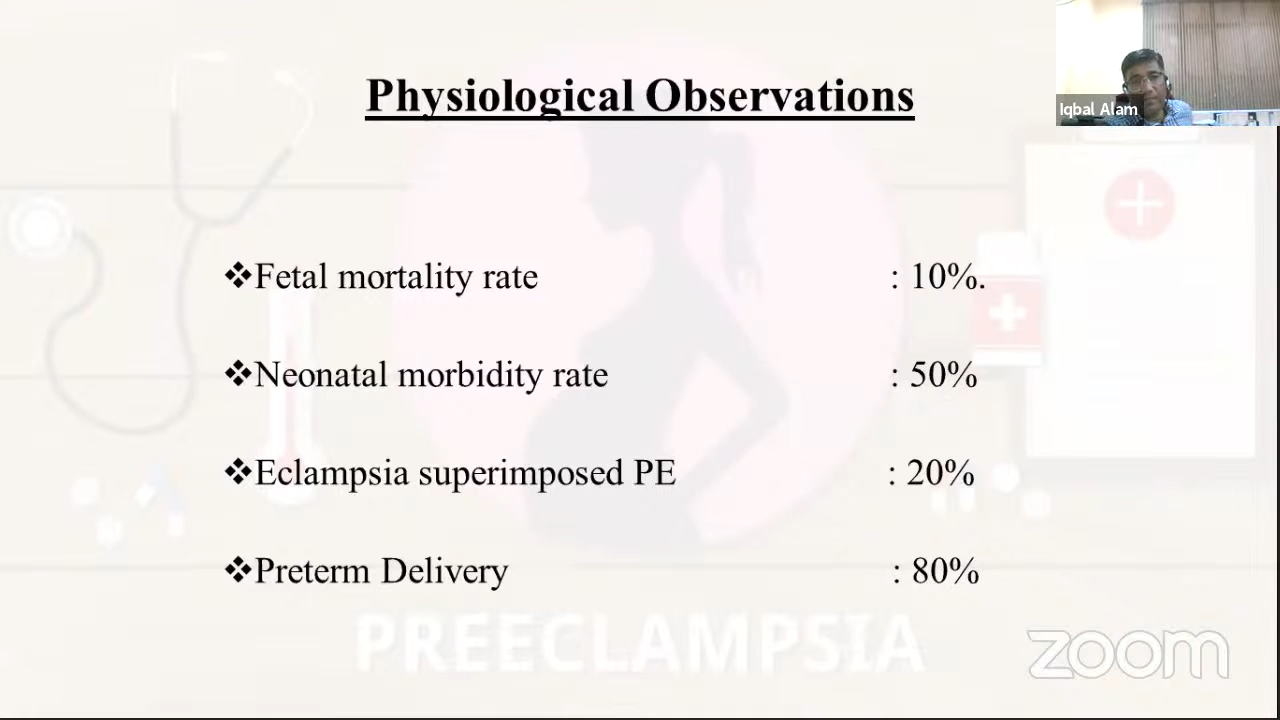 Physiological Observations
Iqbal Alam
❖Fetal mortality rate : 10%.
❖Neonatal morbidity rate : 50%
❖Eclampsia superimposed PE : 20%
❖Preterm Delivery : 80%
PREECLAMPSIA
zoom